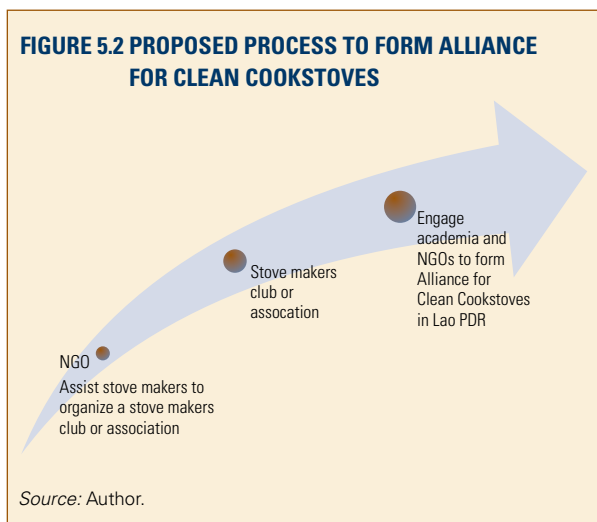 FIGURE 5.2 PROPOSED PROCESS TO FORM ALLIANCE
FOR CLEAN COOKSTOVES
NGO
Assist stove makers to
organize a stove makers
club or association
Stove makers
club or
assocation
Engage
academia and
NGOs to form
Alliance for
Clean Cookstoves
in Lao PDR
Source: Author.